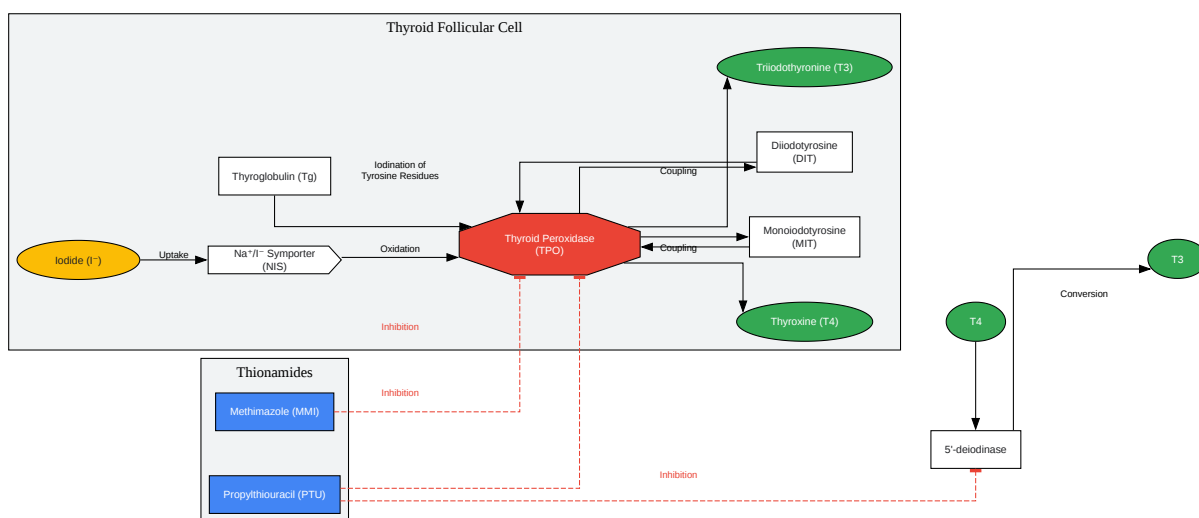 Thyroid Follicular Cell
Triiodothyronine (T3)
Diiodotyrosine
(DIT)
Iodination of
Tyrosine Residues
Coupling
Thyroglobulin (Tg)
Monoiodotyrosine
(MIT)
Thyroid Peroxidase
(TPO)
Coupling
Iodide (I⁻)
Uptake
Na⁺/I⁻ Symporter
(NIS)
Oxidation
T3
Conversion
Thyroxine (T4)
T4
Inhibition
Thionamides
Inhibition
Methimazole (MMI)
5'-deiodinase
Inhibition
Propylthiouracil (PTU)